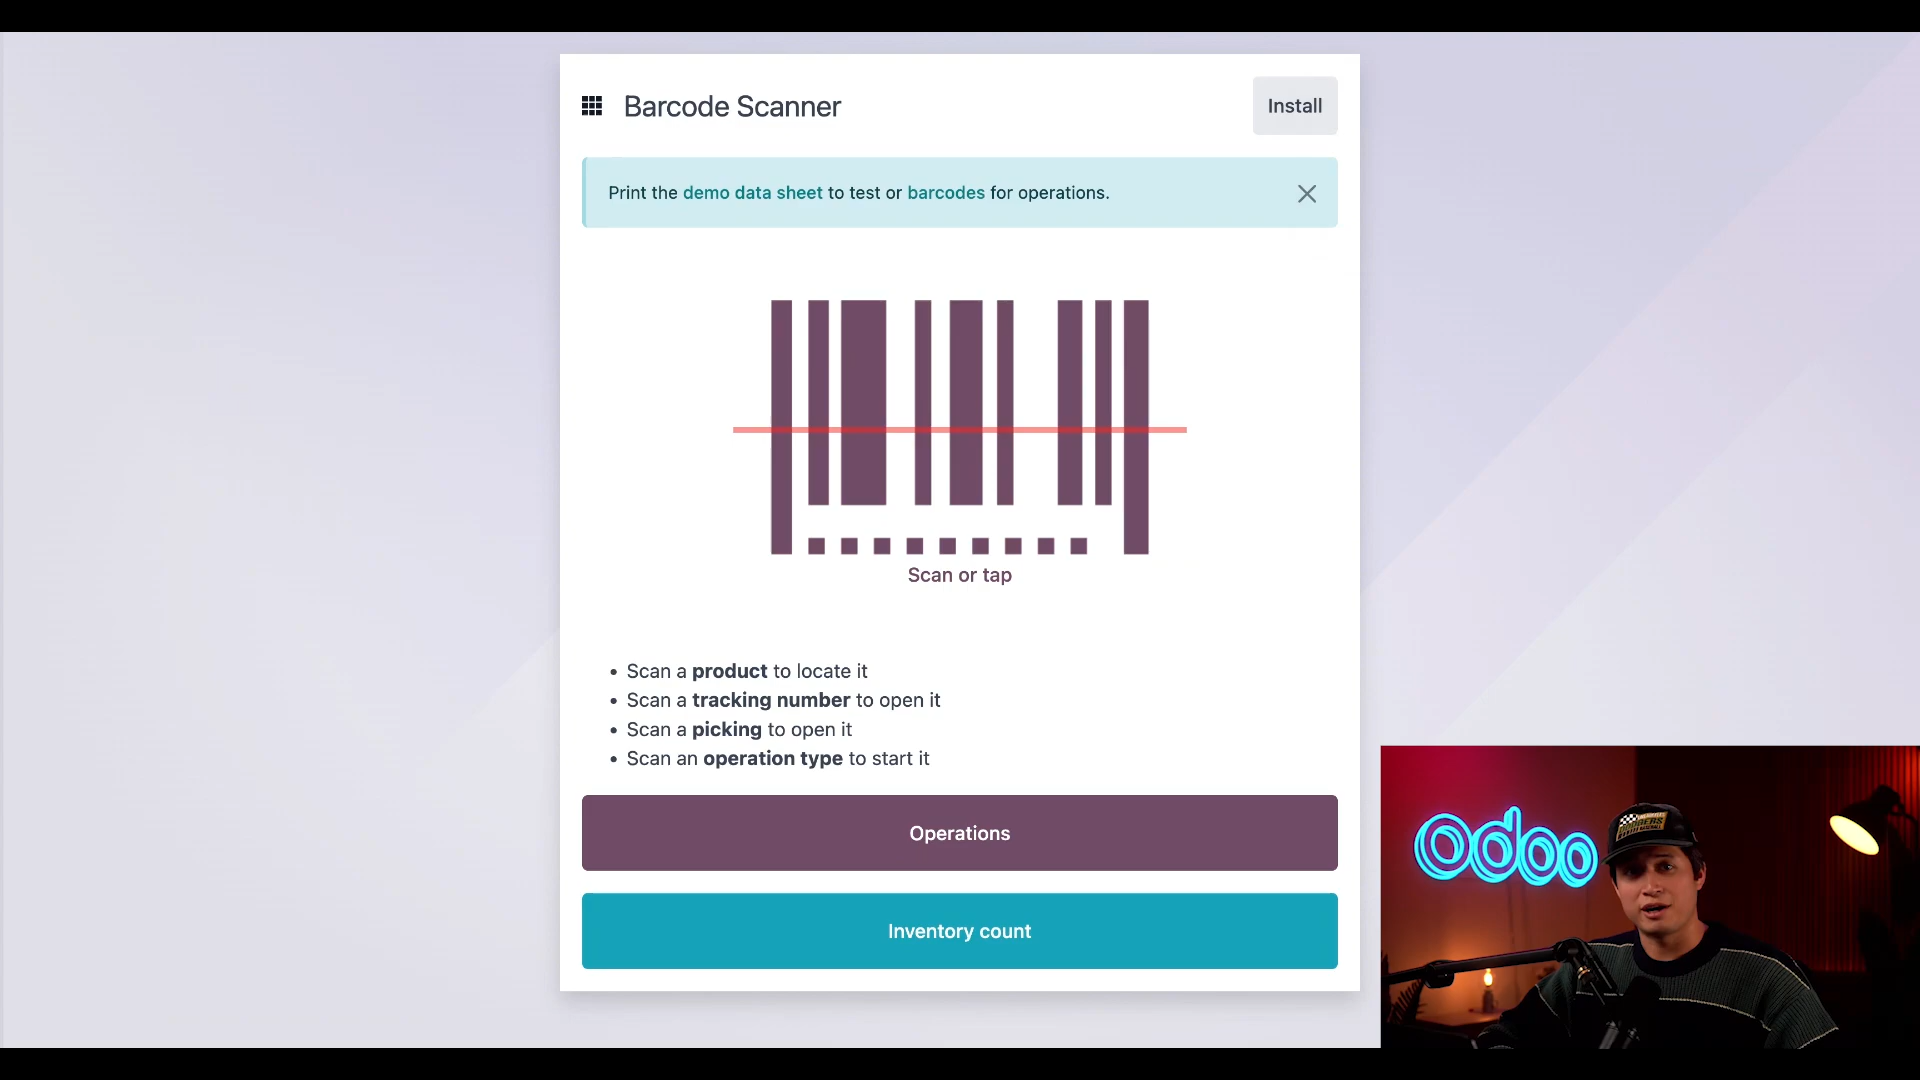 Barcode Scanner
Install
Print the demo data sheet to test or barcodes for operations.
Scan or tap
• Scan a product to locate it
• Scan a tracking number to open it
• Scan a picking to open it
• Scan an operation type to start it
Operations
Inventory count
odoo